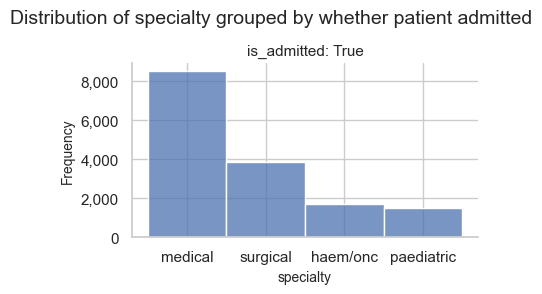 Distribution of specialty grouped by whether patient admitted
is_admitted: True
Frequency
8,000
6,000
4,000
2,000
0
medical surgical haem/onc paediatric
specialty